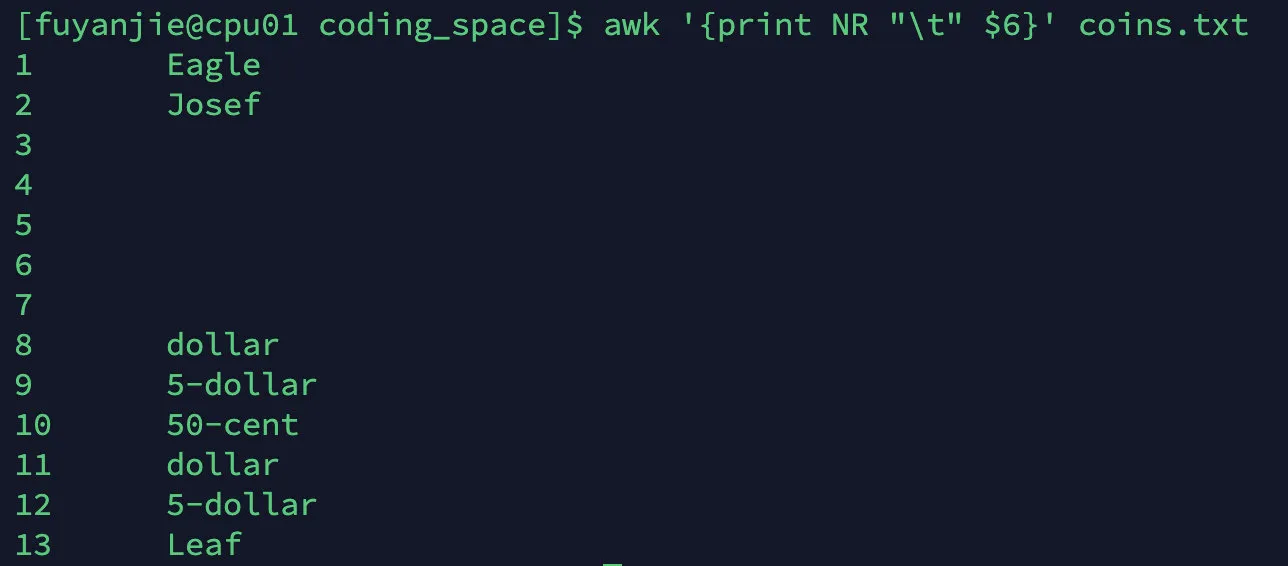 [fuyanjie@cpu01 coding_space]$ awk '{print NR "\t" $6}' coins.txt
1 Eagle
2 Josef
3
4
5
6
7
8 dollar
9 5-dollar
10 50-cent
11 dollar
12 5-dollar
13 Leaf